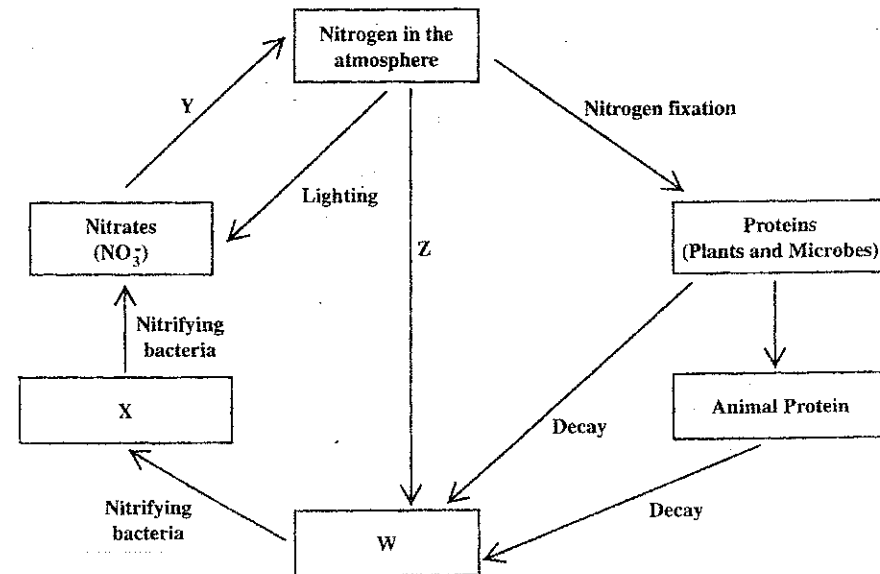 Nitrogen in the
atmosphere
Y
Nitrogen fixation
Lighting
Nitrates
(NO₃⁻)
Proteins
(Plants and Microbes)
Z
Nitrifying
bacteria
X
Animal Protein
Decay
Nitrifying
bacteria
W
Decay